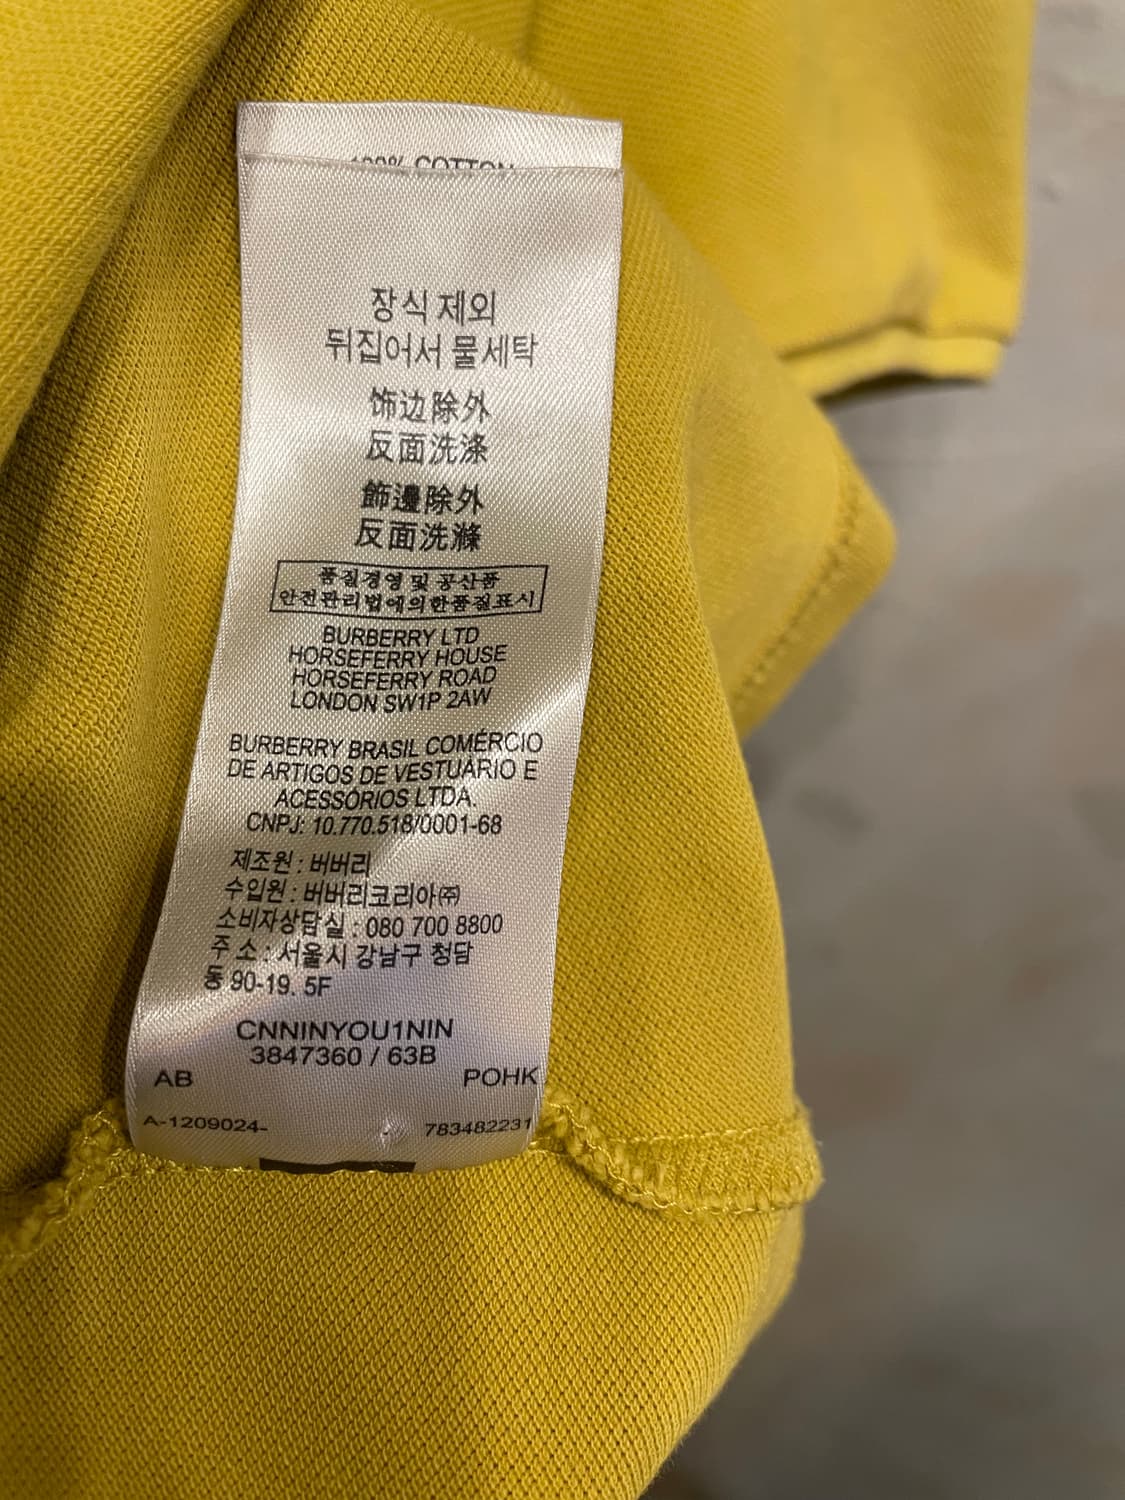 100% COTTON
장식 제외
뒤집어서 물세탁
饰边除外
反面洗涤
飾邊除外
反面洗滌
품질경영 및 공산품
안전관리법에의한품질표시
BURBERRY LTD
HORSEFERRY HOUSE
HORSEFERRY ROAD
LONDON SW1P 2AW
BURBERRY BRASIL COMÉRCIO
DE ARTIGOS DE VESTUÁRIO E
ACESSÓRIOS LTDA.
CNPJ: 10.770.518/0001-68
제조원 : 버버리
수입원 : 버버리코리아㈜
소비자상담실 : 080 700 8800
주 소 : 서울시 강남구 청담
동 90-19. 5F
CNNINYOU1NIN
3847360 / 63B
AB POHK
A-1209024- . 783482231